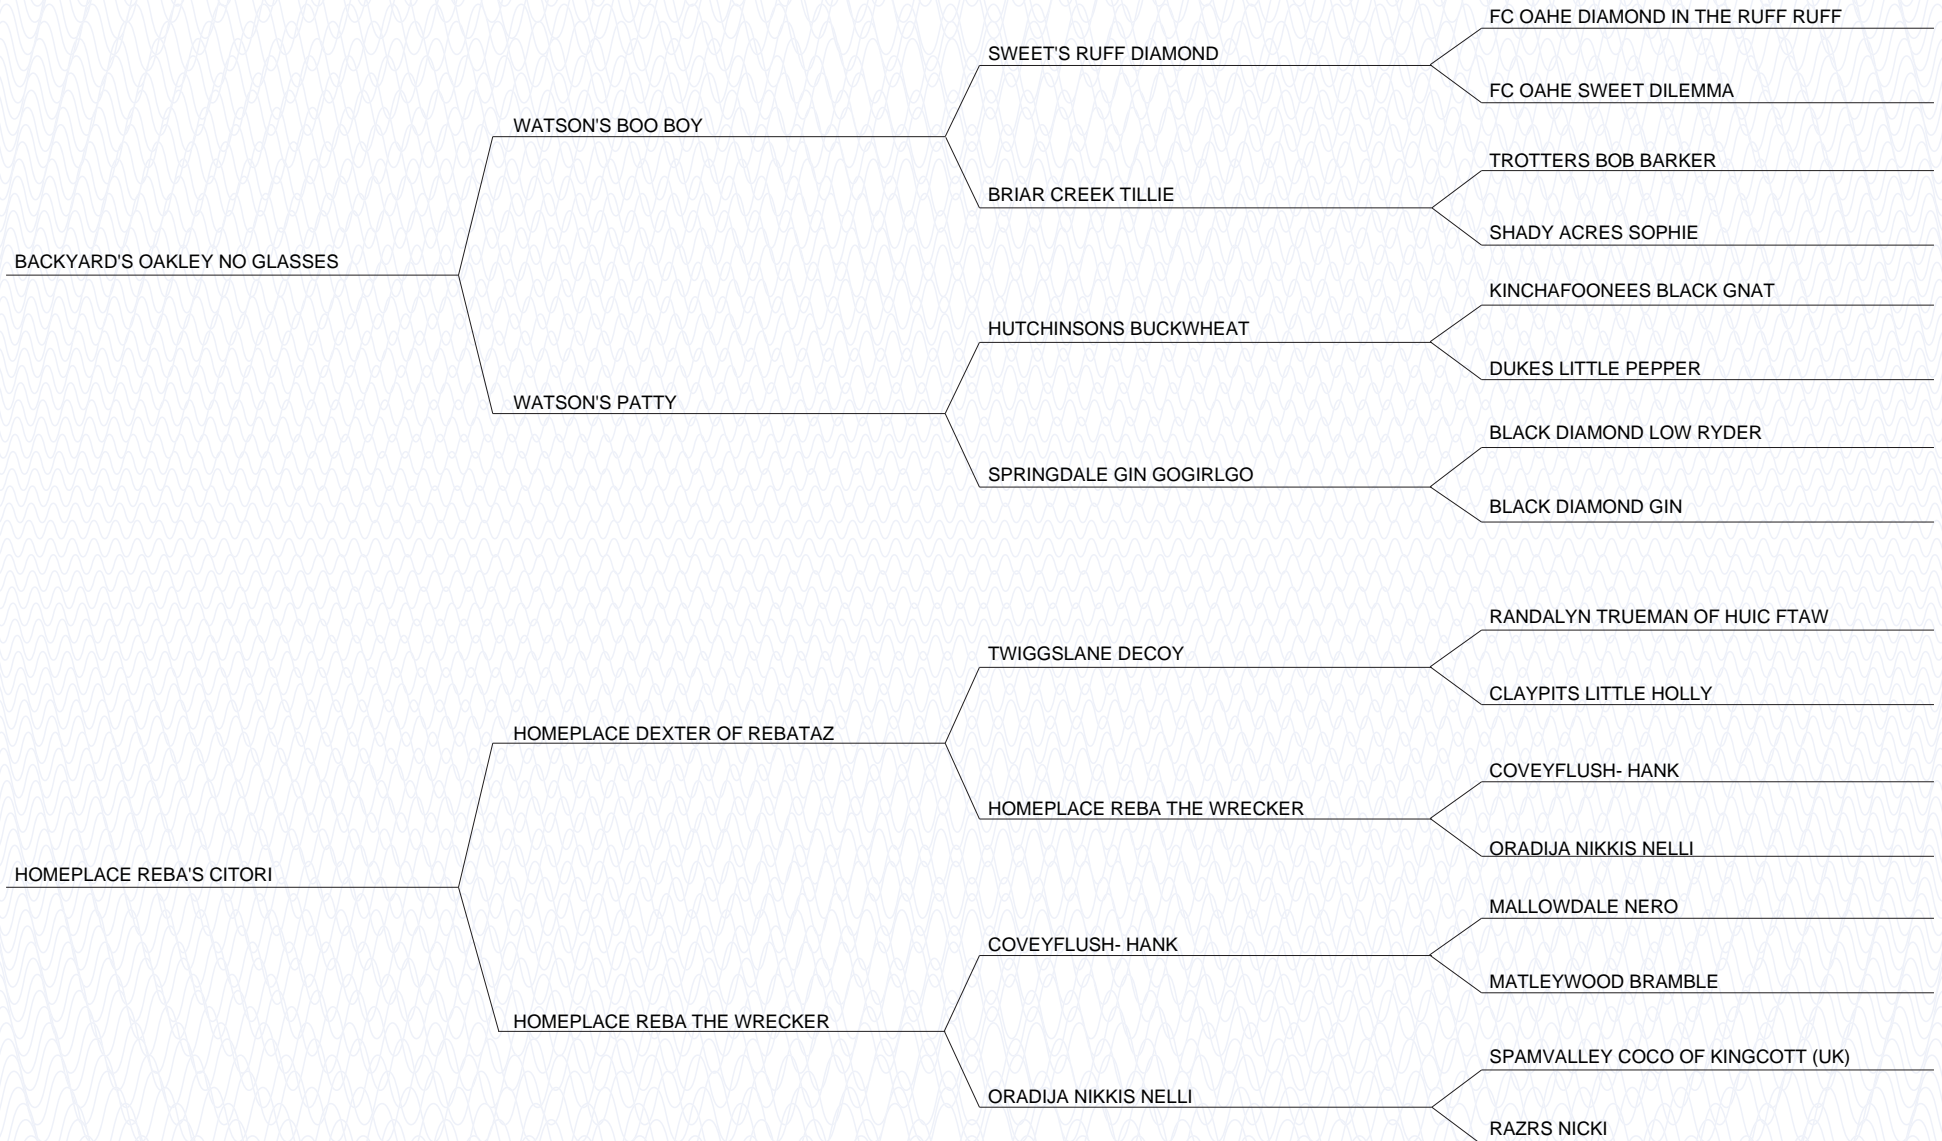 FC OAHE DIAMOND IN THE RUFF RUFF
SWEET'S RUFF DIAMOND
FC OAHE SWEET DILEMMA
WATSON'S BOO BOY
TROTTERS BOB BARKER
BRIAR CREEK TILLIE
SHADY ACRES SOPHIE
BACKYARD'S OAKLEY NO GLASSES
KINCHAFOONEES BLACK GNAT
HUTCHINSONS BUCKWHEAT
DUKES LITTLE PEPPER
WATSON'S PATTY
BLACK DIAMOND LOW RYDER
SPRINGDALE GIN GOGIRLGO
BLACK DIAMOND GIN
RANDALYN TRUEMAN OF HUIC FTAW
TWIGGSLANE DECOY
CLAYPITS LITTLE HOLLY
HOMEPLACE DEXTER OF REBATAZ
COVEYFLUSH- HANK
HOMEPLACE REBA THE WRECKER
ORADIJA NIKKIS NELLI
HOMEPLACE REBA'S CITORI
MALLOWDALE NERO
COVEYFLUSH- HANK
MATLEYWOOD BRAMBLE
HOMEPLACE REBA THE WRECKER
SPAMVALLEY COCO OF KINGCOTT (UK)
ORADIJA NIKKIS NELLI
RAZRS NICKI